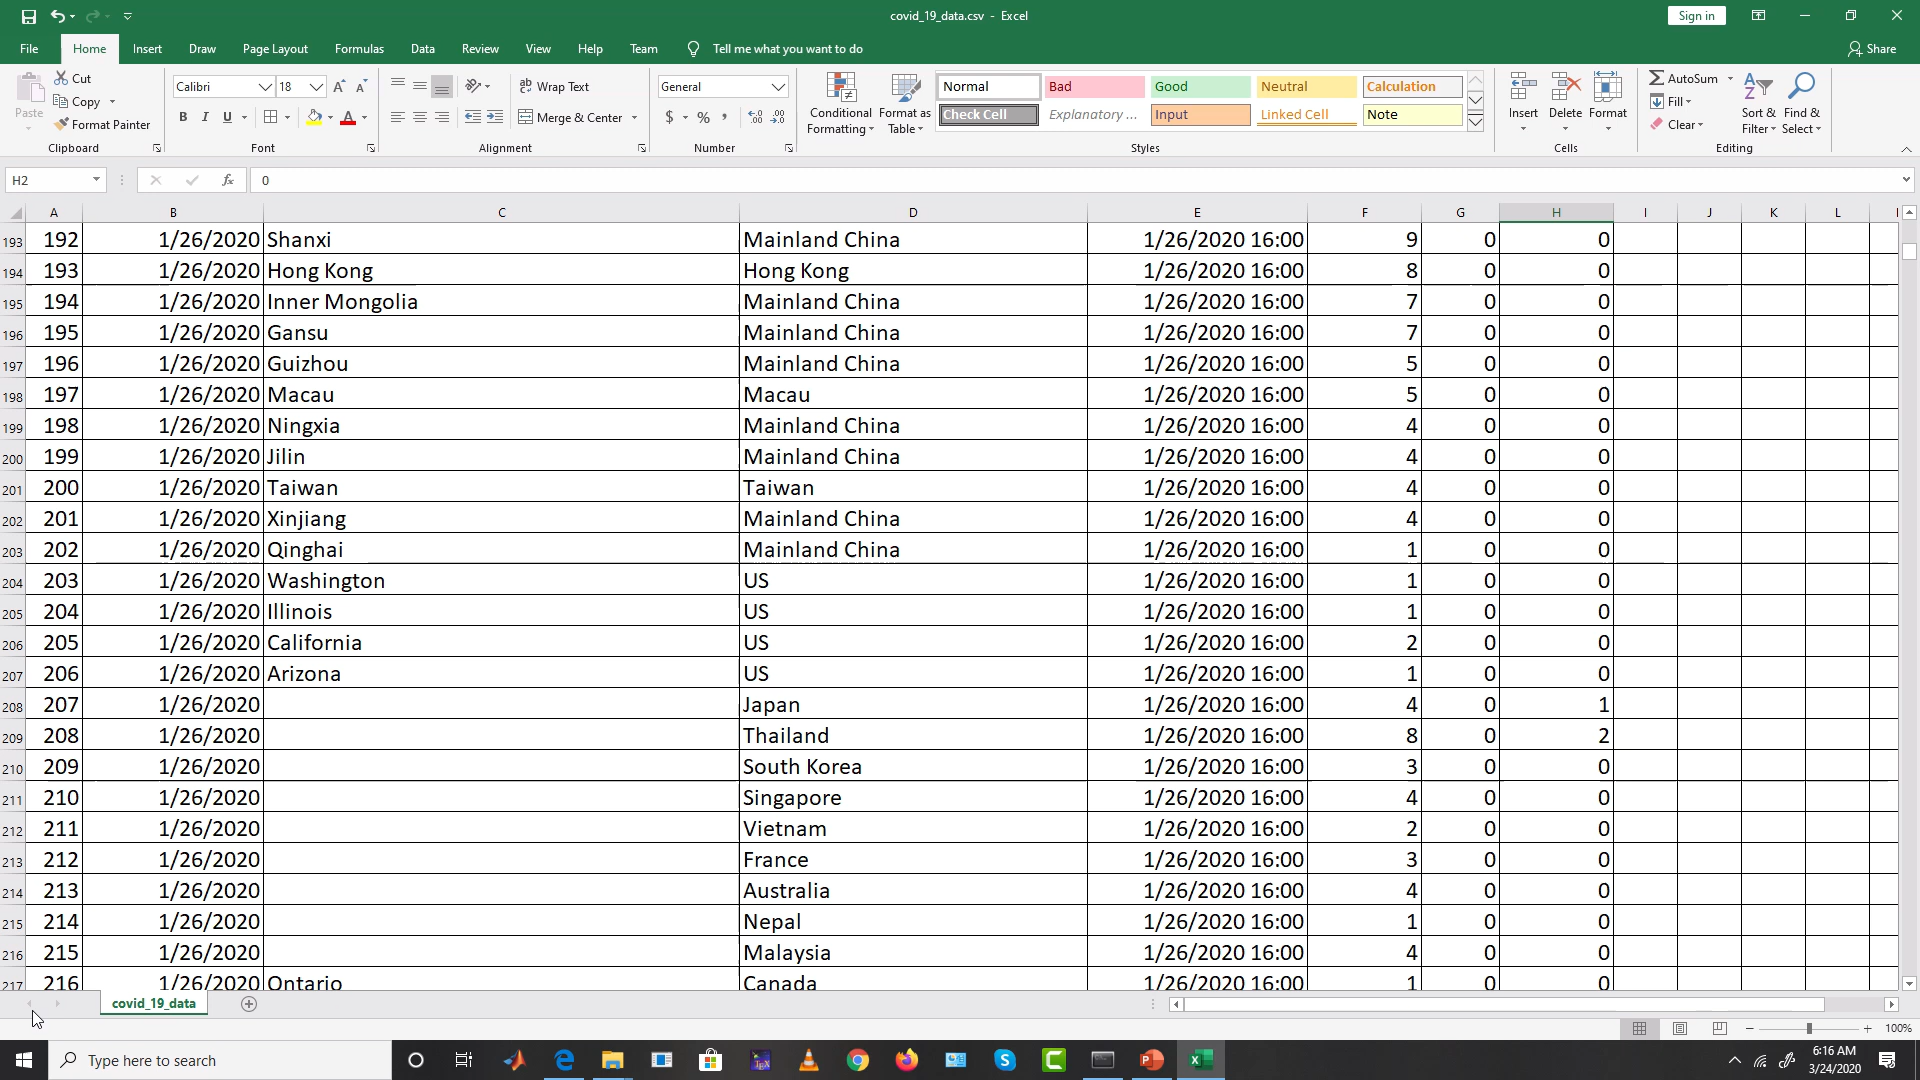 covid_19_data.csv - Excel
Sign in
File Home Insert Draw Page Layout Formulas Data Review View Help Team Tell me what you want to do Share
Paste
Cut
Copy
Format Painter
Clipboard
Calibri 18
B I U
Font
Wrap Text
Merge & Center
Alignment
General
$ % ,
Number
Conditional Formatting
Format as Table
Normal Bad Good Neutral Calculation
Check Cell Explanatory ... Input Linked Cell Note
Styles
Insert Delete Format
Cells
AutoSum
Fill
Clear
Sort & Filter
Find & Select
Editing
H2 fx 0
A B C D E F G H I J K L
193 192 1/26/2020 Shanxi Mainland China 1/26/2020 16:00 9 0 0
194 193 1/26/2020 Hong Kong Hong Kong 1/26/2020 16:00 8 0 0
195 194 1/26/2020 Inner Mongolia Mainland China 1/26/2020 16:00 7 0 0
196 195 1/26/2020 Gansu Mainland China 1/26/2020 16:00 7 0 0
197 196 1/26/2020 Guizhou Mainland China 1/26/2020 16:00 5 0 0
198 197 1/26/2020 Macau Macau 1/26/2020 16:00 5 0 0
199 198 1/26/2020 Ningxia Mainland China 1/26/2020 16:00 4 0 0
200 199 1/26/2020 Jilin Mainland China 1/26/2020 16:00 4 0 0
201 200 1/26/2020 Taiwan Taiwan 1/26/2020 16:00 4 0 0
202 201 1/26/2020 Xinjiang Mainland China 1/26/2020 16:00 4 0 0
203 202 1/26/2020 Qinghai Mainland China 1/26/2020 16:00 1 0 0
204 203 1/26/2020 Washington US 1/26/2020 16:00 1 0 0
205 204 1/26/2020 Illinois US 1/26/2020 16:00 1 0 0
206 205 1/26/2020 California US 1/26/2020 16:00 2 0 0
207 206 1/26/2020 Arizona US 1/26/2020 16:00 1 0 0
208 207 1/26/2020 Japan 1/26/2020 16:00 4 0 1
209 208 1/26/2020 Thailand 1/26/2020 16:00 8 0 2
210 209 1/26/2020 South Korea 1/26/2020 16:00 3 0 0
211 210 1/26/2020 Singapore 1/26/2020 16:00 4 0 0
212 211 1/26/2020 Vietnam 1/26/2020 16:00 2 0 0
213 212 1/26/2020 France 1/26/2020 16:00 3 0 0
214 213 1/26/2020 Australia 1/26/2020 16:00 4 0 0
215 214 1/26/2020 Nepal 1/26/2020 16:00 1 0 0
216 215 1/26/2020 Malaysia 1/26/2020 16:00 4 0 0
217 216 1/26/2020 Ontario Canada 1/26/2020 16:00 1 0 0
covid_19_data
100%
Type here to search
6:16 AM
3/24/2020